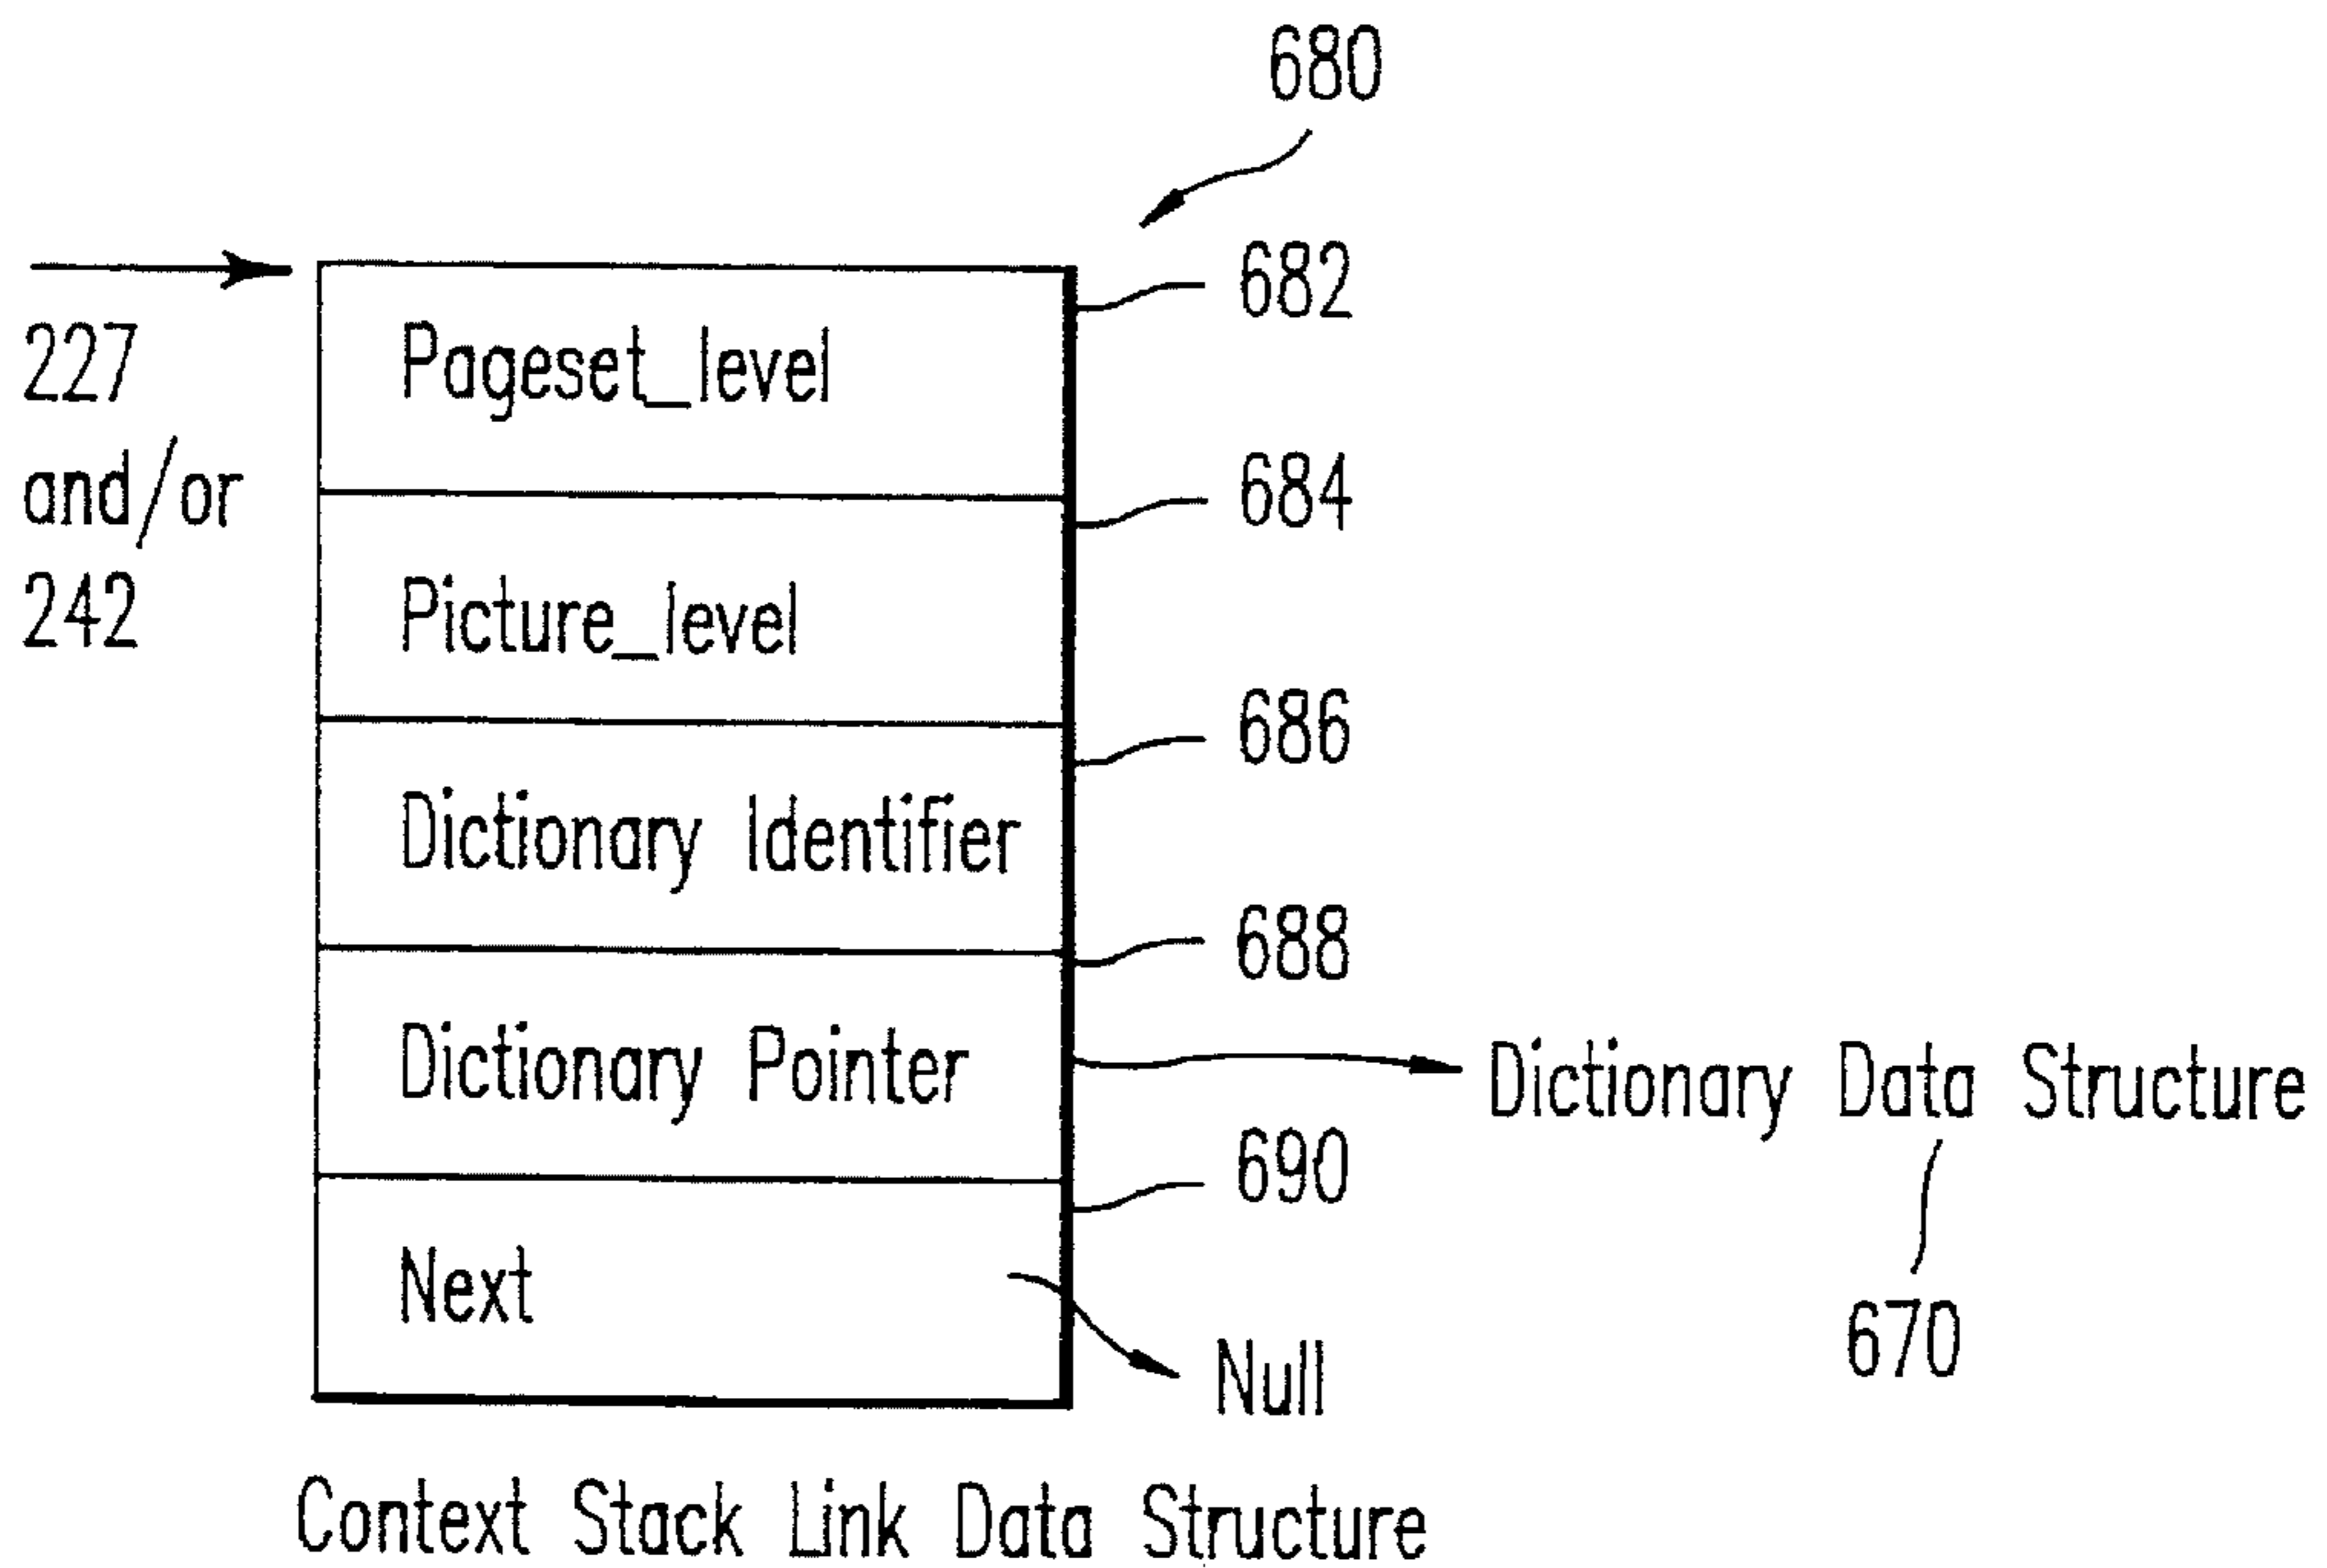 680
682
227
and/or
242
Pageset_level
684
Picture_level
686
Dictionary Identifier
688
Dictionary Pointer
Dictionary Data Structure
690
670
Next
Null
Context Stack Link Data Structure